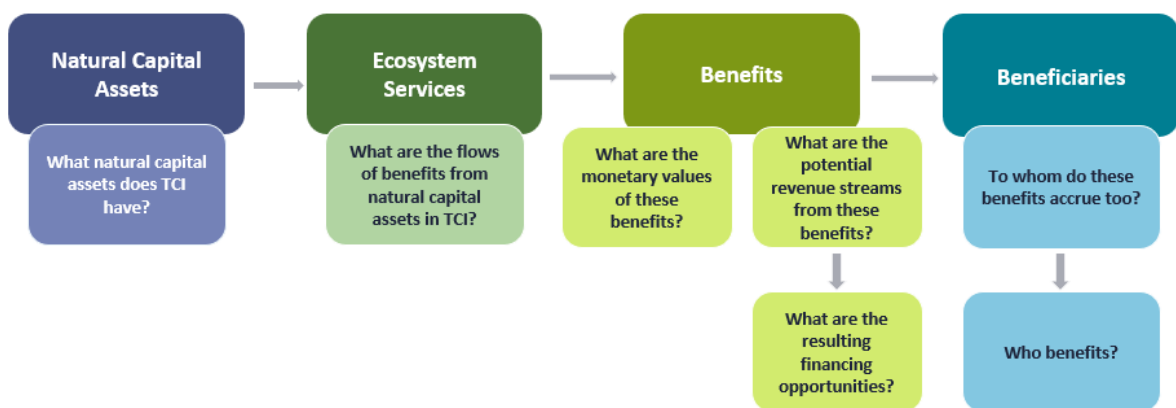 Natural Capital
Assets
What natural capital
assets does TCI
have?
Ecosystem
Services
What are the flows
of benefits from
natural capital
assets in TCI?
Benefits
What are the
monetary values
of these
benefits?
What are the
potential
revenue streams
from these
benefits?
What are the
resulting
financing
opportunities?
Beneficiaries
To whom do these
benefits accrue too?
Who benefits?